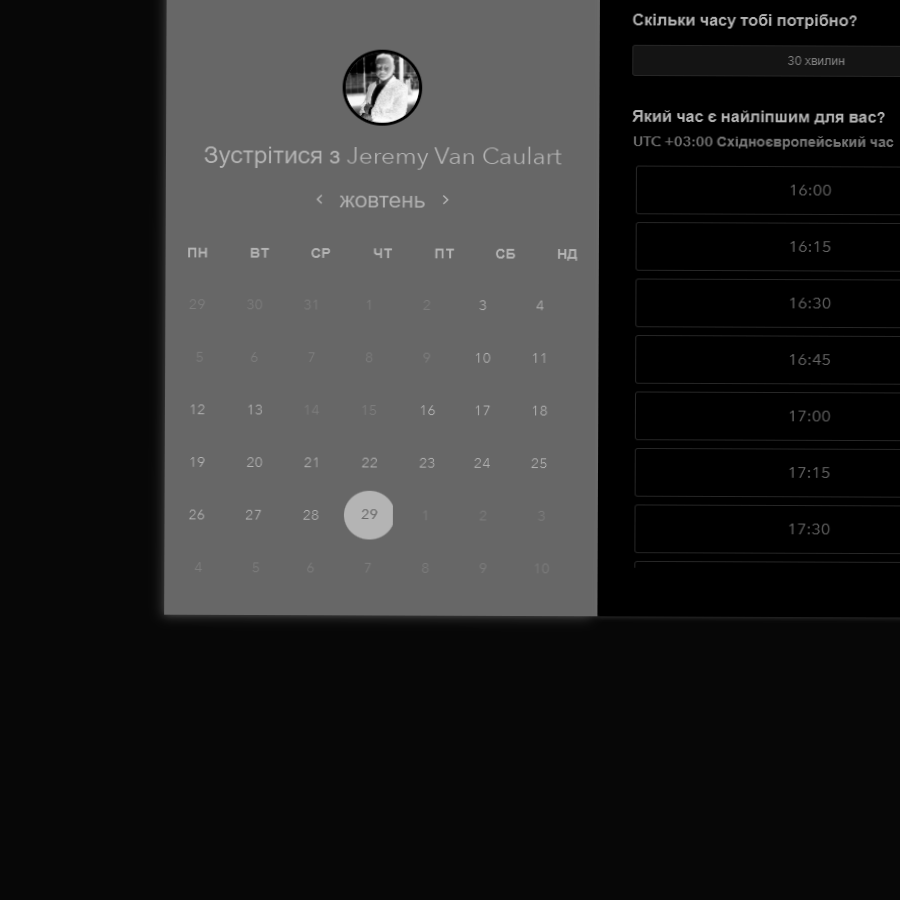 Зустрітися з Jeremy Van Caulart
‹ жовтень ›
ПН ВТ СР ЧТ ПТ СБ НД
29 30 31 1 2 3 4
5 6 7 8 9 10 11
12 13 14 15 16 17 18
19 20 21 22 23 24 25
26 27 28 29 1 2 3
4 5 6 7 8 9 10
Скільки часу тобі потрібно?
30 хвилин
Який час є найліпшим для вас?
UTC +03:00 Східноєвропейський час
16:00
16:15
16:30
16:45
17:00
17:15
17:30